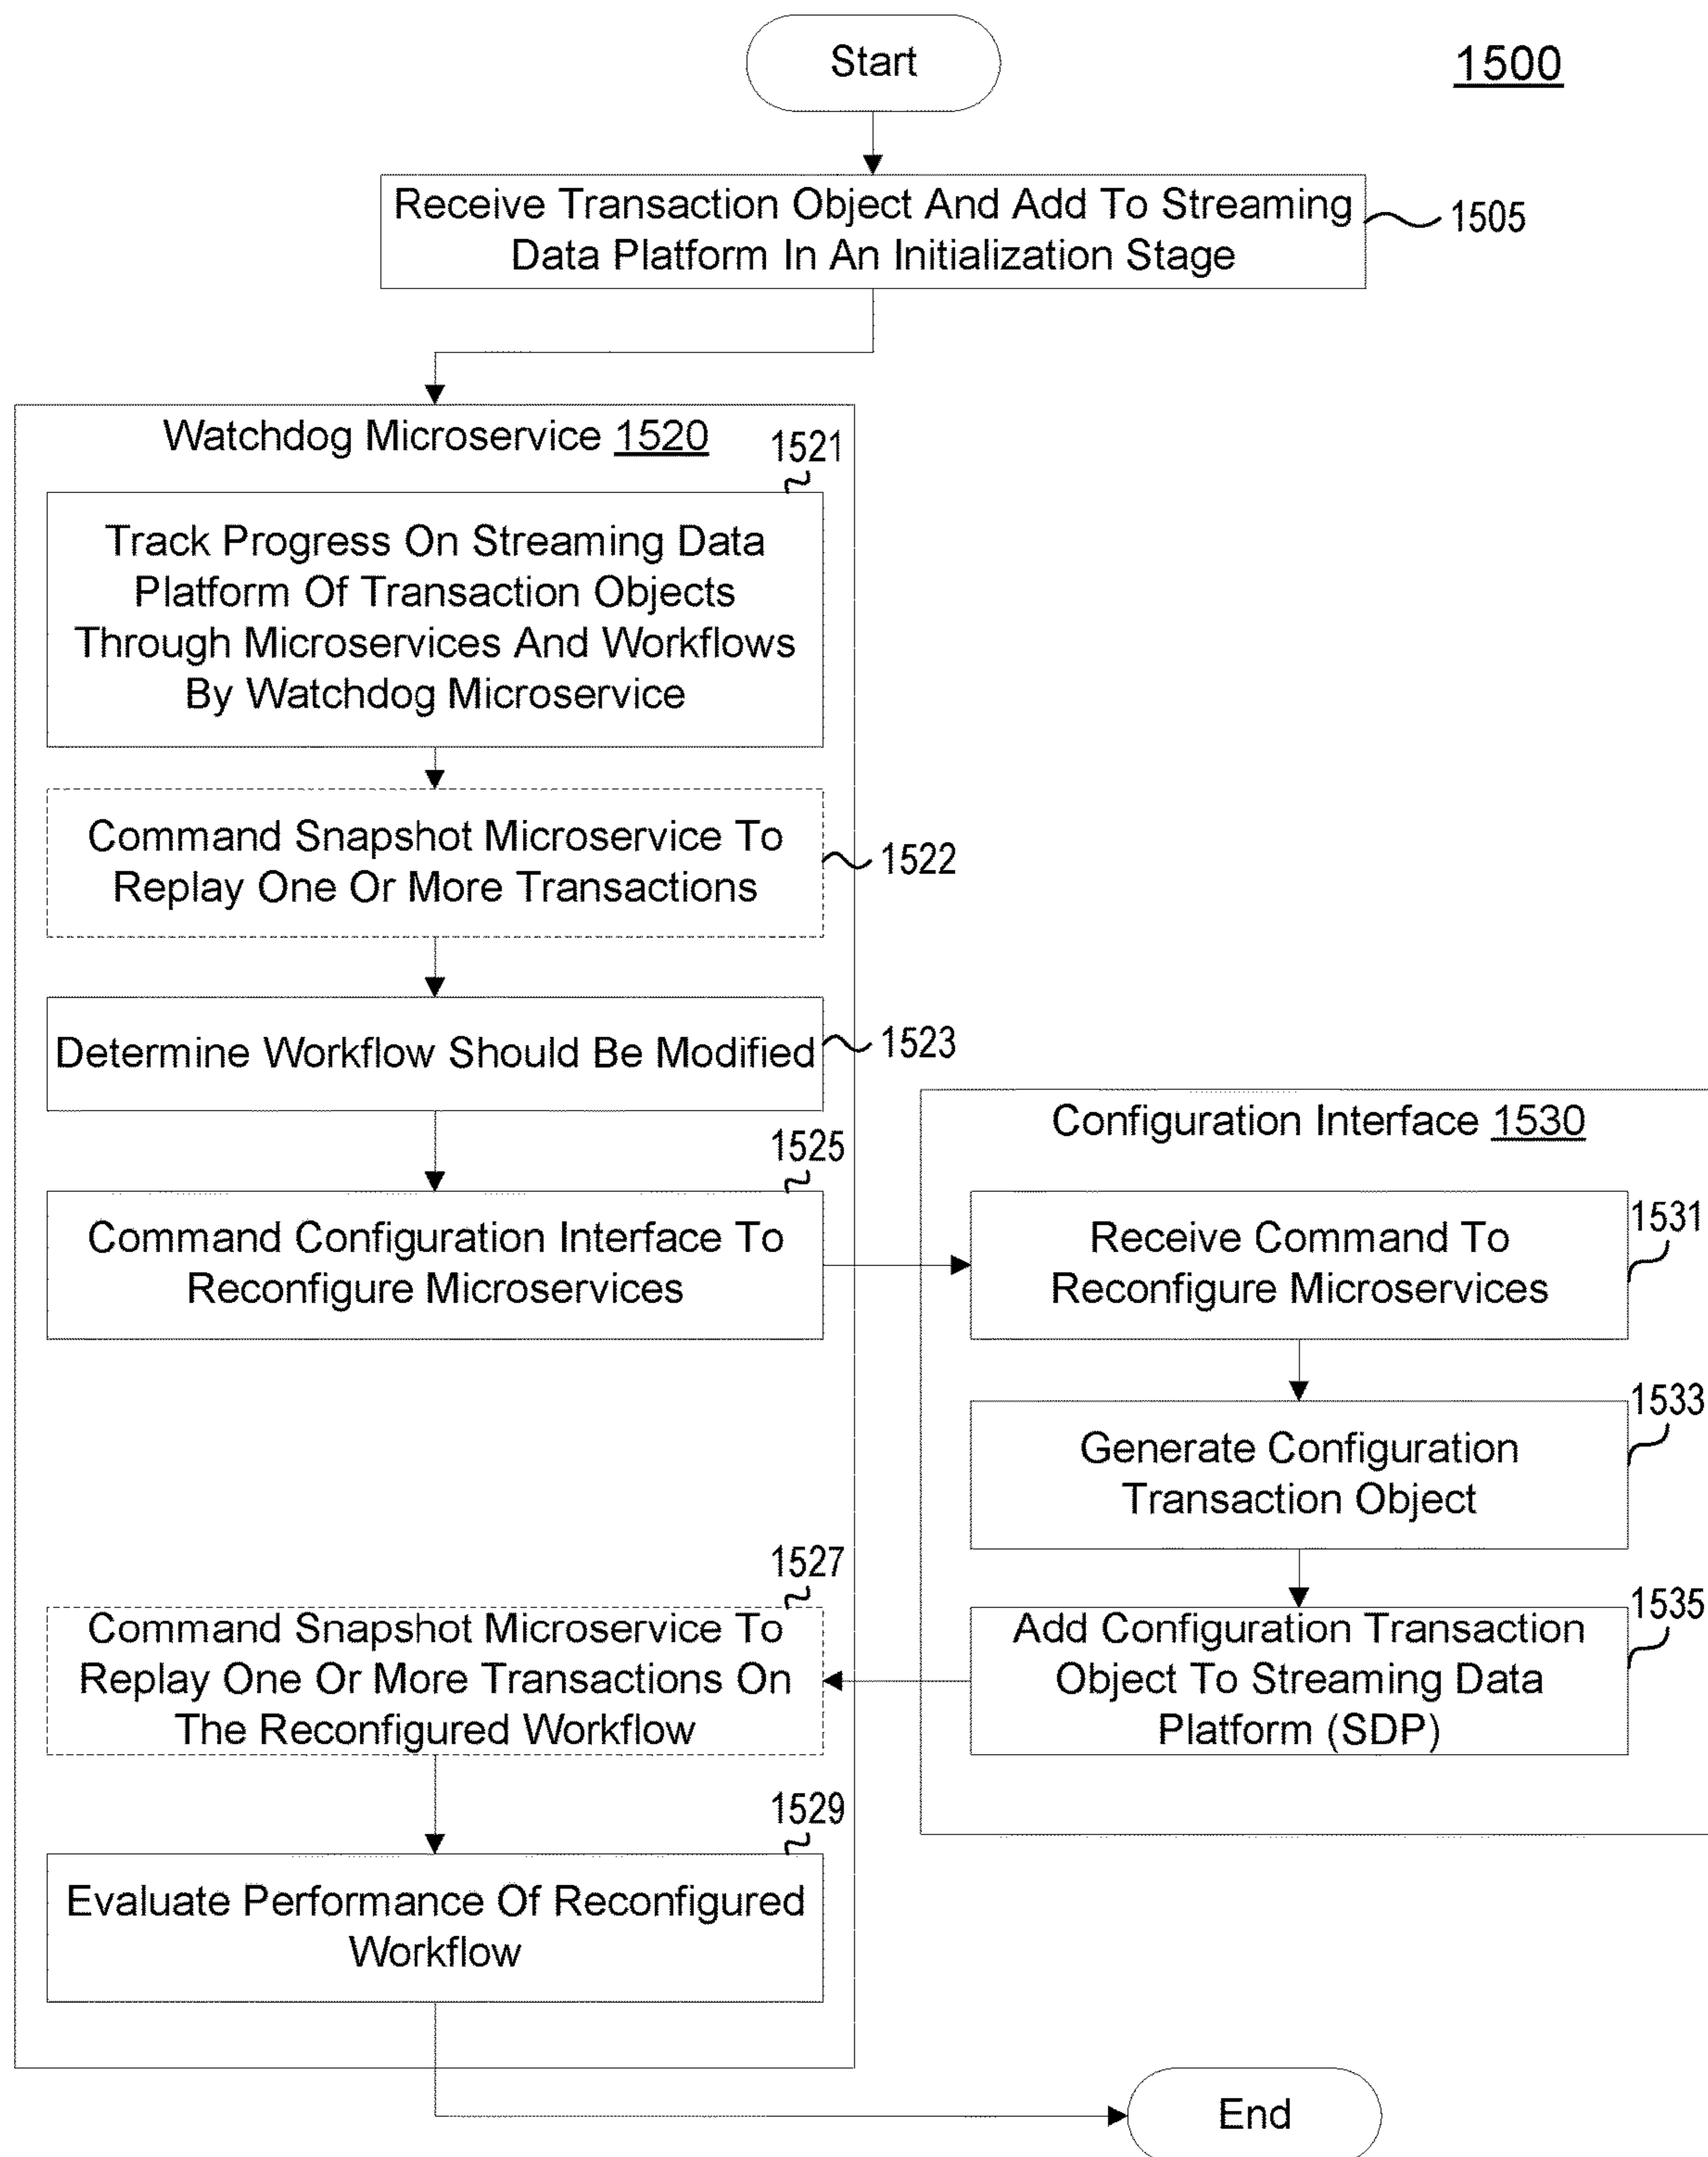 Start
1500
Receive Transaction Object And Add To Streaming
Data Platform In An Initialization Stage
1505
Watchdog Microservice 1520
1521
Track Progress On Streaming Data
Platform Of Transaction Objects
Through Microservices And Workflows
By Watchdog Microservice
Command Snapshot Microservice To
Replay One Or More Transactions
1522
Determine Workflow Should Be Modified
1523
1525
Command Configuration Interface To
Reconfigure Microservices
Configuration Interface 1530
1531
Receive Command To
Reconfigure Microservices
1533
Generate Configuration
Transaction Object
1535
Add Configuration Transaction
Object To Streaming Data
Platform (SDP)
1527
Command Snapshot Microservice To
Replay One Or More Transactions On
The Reconfigured Workflow
1529
Evaluate Performance Of Reconfigured
Workflow
End